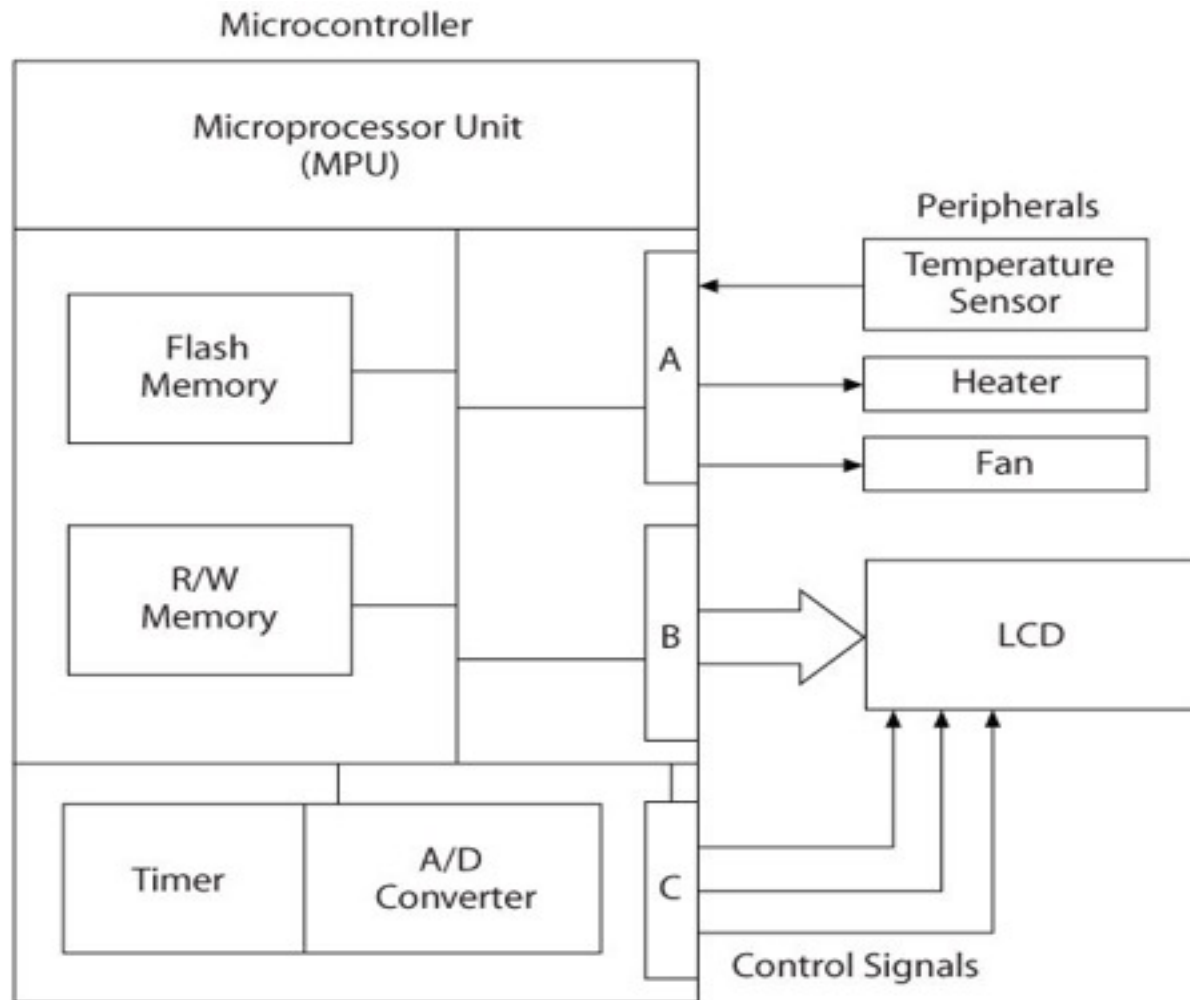 Microcontroller
Microprocessor Unit
(MPU)
Peripherals
Temperature
Sensor
Flash
Memory
A
Heater
Fan
R/W
Memory
B
LCD
Timer
A/D
Converter
C
Control Signals